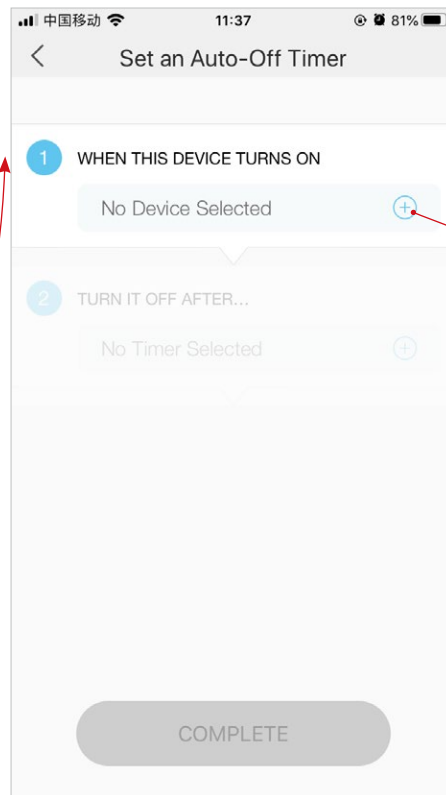 中国移动 11:37 81%
Set an Auto-Off Timer
1 WHEN THIS DEVICE TURNS ON
No Device Selected
2 TURN IT OFF AFTER...
No Timer Selected
COMPLETE